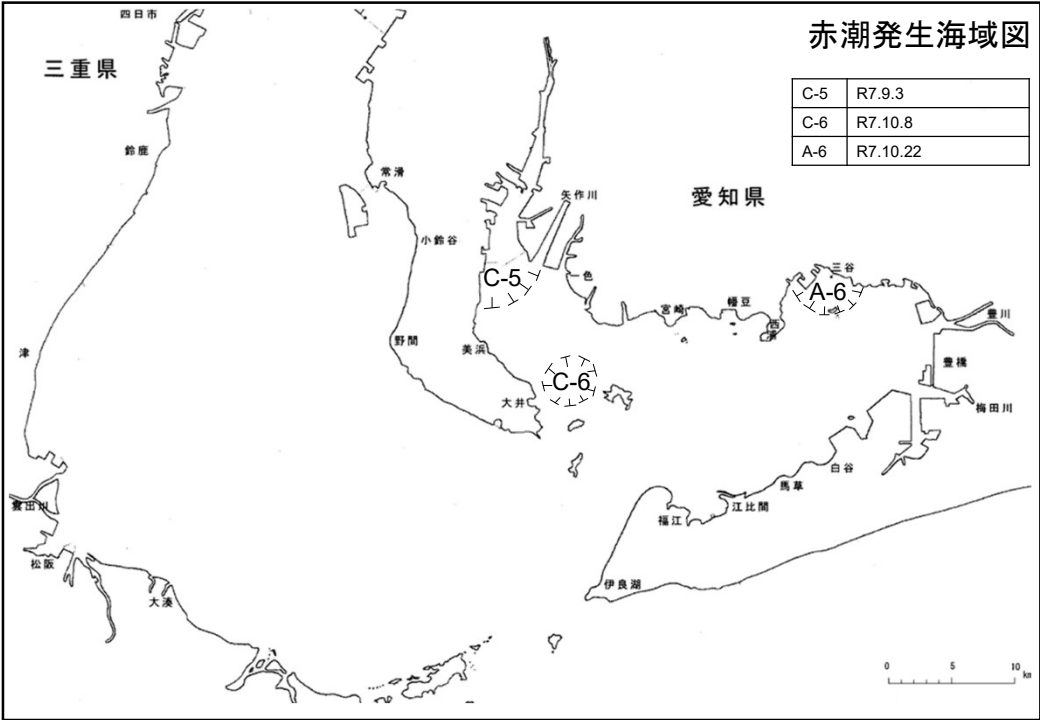 赤潮発生海域図
C-5 R7.9.3
C-6 R7.10.8
A-6 R7.10.22
四日市
三重県
鈴鹿
常滑
矢作川
愛知県
小鈴谷
C-5
一色
三谷
A-6
宮崎
幡豆
西浦
豊川
津
野間
美浜
豊橋
C-6
大井
梅田川
白谷
馬草
江比間
福江
雲出川
松阪
伊良湖
大湊
0 5 10
km